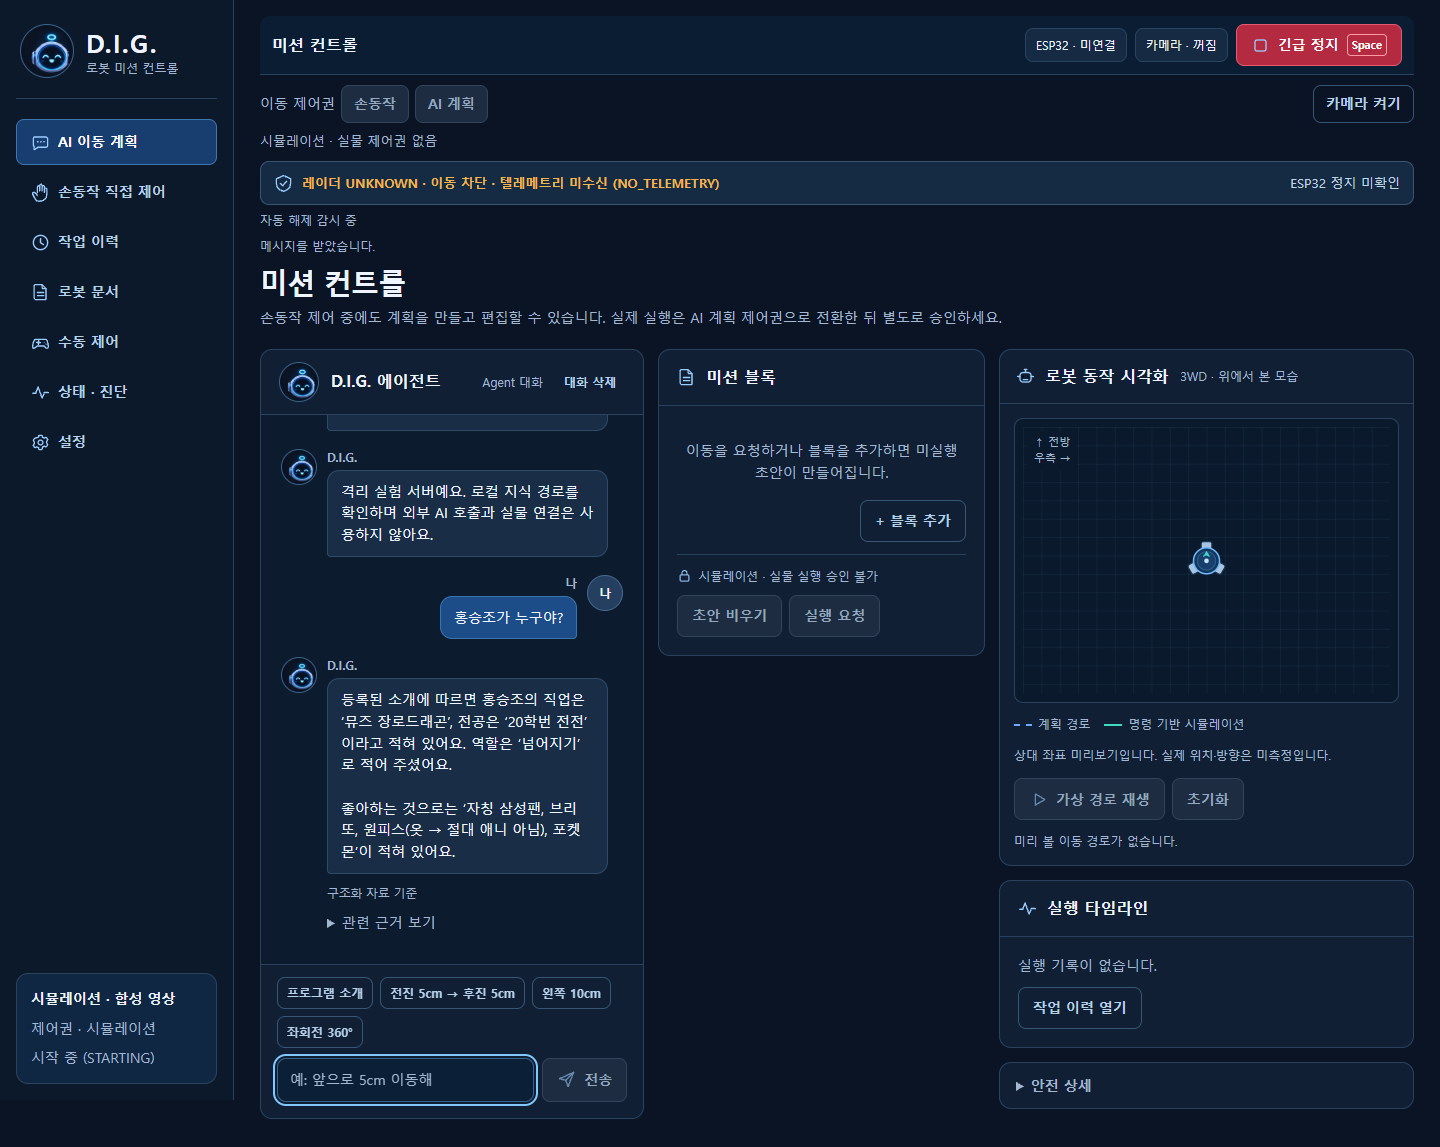 D.I.G.
로봇 미션 컨트롤
AI 이동 계획
손동작 직접 제어
작업 이력
로봇 문서
수동 제어
상태 · 진단
설정
시뮬레이션 · 합성 영상
제어권 · 시뮬레이션
시작 중 (STARTING)
미션 컨트롤
ESP32 · 미연결
카메라 · 꺼짐
긴급 정지 Space
이동 제어권 손동작 AI 계획
카메라 켜기
시뮬레이션 · 실물 제어권 없음
레이더 UNKNOWN · 이동 차단 · 텔레메트리 미수신 (NO_TELEMETRY)
ESP32 정지 미확인
자동 해제 감시 중
메시지를 받았습니다.
미션 컨트롤
손동작 제어 중에도 계획을 만들고 편집할 수 있습니다. 실제 실행은 AI 계획 제어권으로 전환한 뒤 별도로 승인하세요.
D.I.G. 에이전트 Agent 대화 대화 삭제
D.I.G.
격리 실험 서버예요. 로컬 지식 경로를
확인하며 외부 AI 호출과 실물 연결은 사
용하지 않아요.
나
나
홍승조가 누구야?
D.I.G.
등록된 소개에 따르면 홍승조의 직업은
‘뮤즈 장로드래곤’, 전공은 ‘20학번 전전’
이라고 적혀 있어요. 역할은 ‘넘어지기’
로 적어 주셨어요.
좋아하는 것으로는 ‘자칭 삼성팬, 브리
또, 원피스(옷 → 절대 애니 아님), 포켓
몬’이 적혀 있어요.
구조화 자료 기준
▶ 관련 근거 보기
프로그램 소개
전진 5cm → 후진 5cm
왼쪽 10cm
좌회전 360°
예: 앞으로 5cm 이동해
전송
미션 블록
이동을 요청하거나 블록을 추가하면 미실행
초안이 만들어집니다.
+ 블록 추가
시뮬레이션 · 실물 실행 승인 불가
초안 비우기
실행 요청
로봇 동작 시각화 3WD · 위에서 본 모습
↑ 전방
우측 →
계획 경로
명령 기반 시뮬레이션
상대 좌표 미리보기입니다. 실제 위치·방향은 미측정입니다.
가상 경로 재생
초기화
미리 볼 이동 경로가 없습니다.
실행 타임라인
실행 기록이 없습니다.
작업 이력 열기
▶ 안전 상세